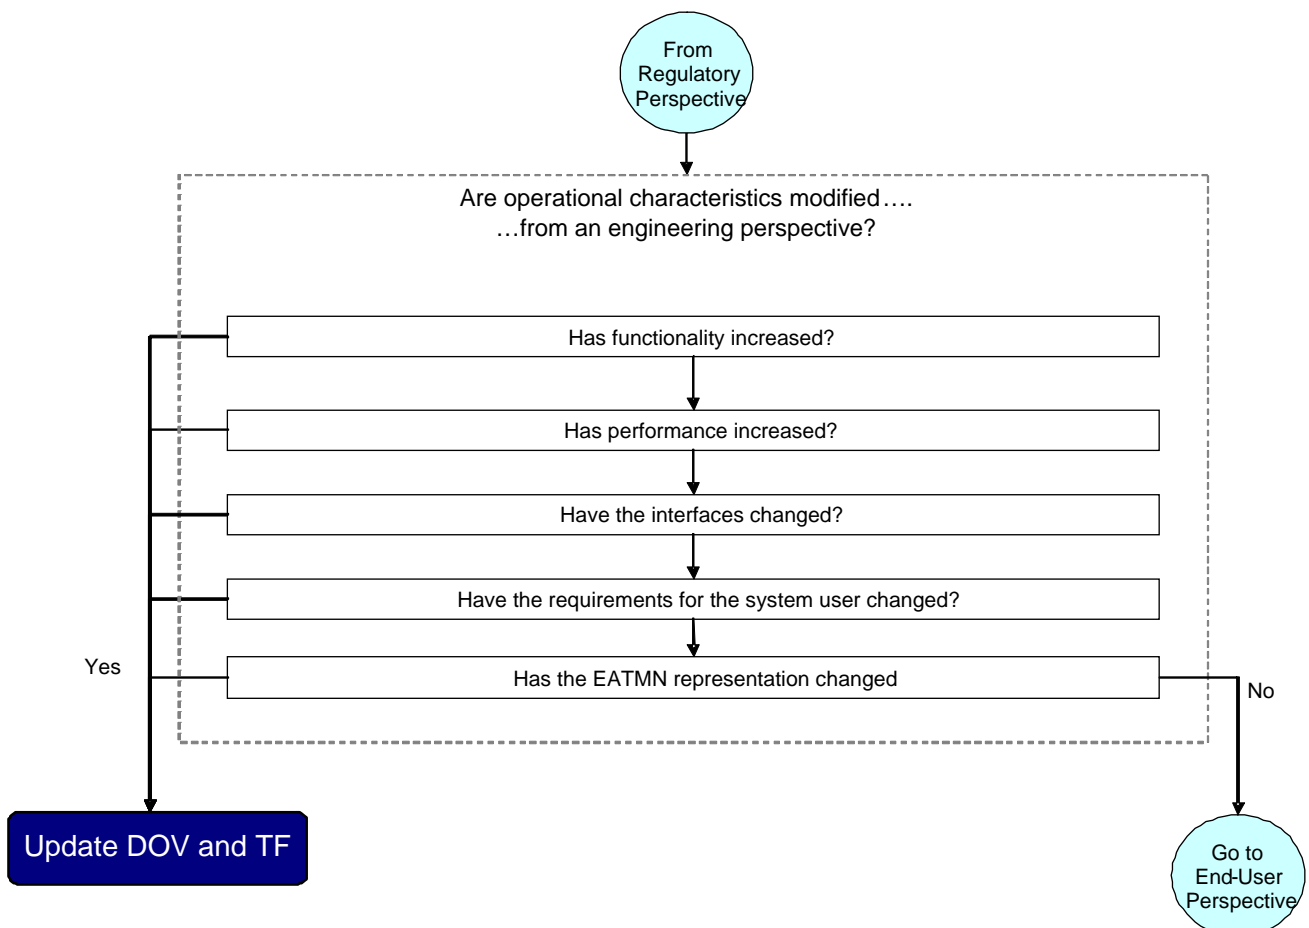 From
Regulatory
Perspective
Are operational characteristics modified….
…from an engineering perspective?
Has functionality increased?
Has performance increased?
Have the interfaces changed?
Have the requirements for the system user changed?
Has the EATMN representation changed
Yes
No
Update DOV and TF
Go to
End-User
Perspective